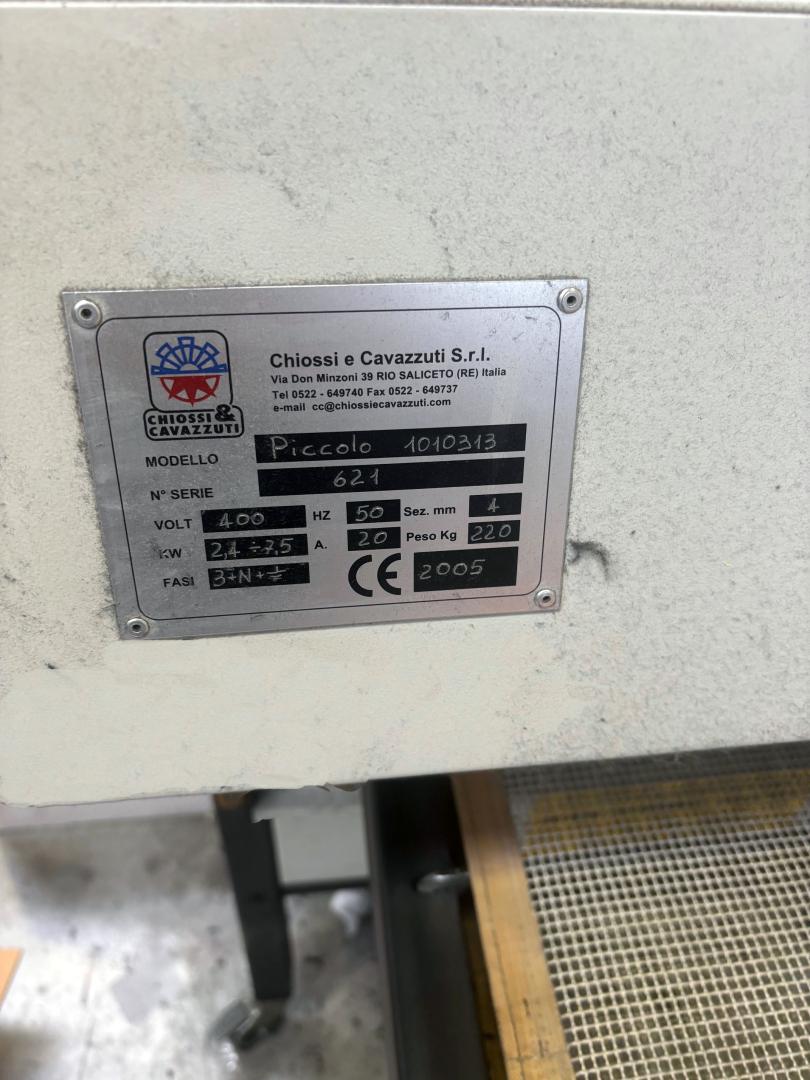 Chiossi e Cavazzuti S.r.l.
Via Don Minzoni 39 RIO SALICETO (RE) Italia
Tel 0522 - 649740 Fax 0522 - 649737
e-mail cc@chiossiecavazzuti.com
CHIOSSI &
CAVAZZUTI
MODELLO Piccolo 1010313
N° SERIE 621
VOLT 400 HZ 50 Sez. mm 4
KW 2,4÷7,5 A. 20 Peso Kg 220
FASI 3+N+⏚ CE 2005